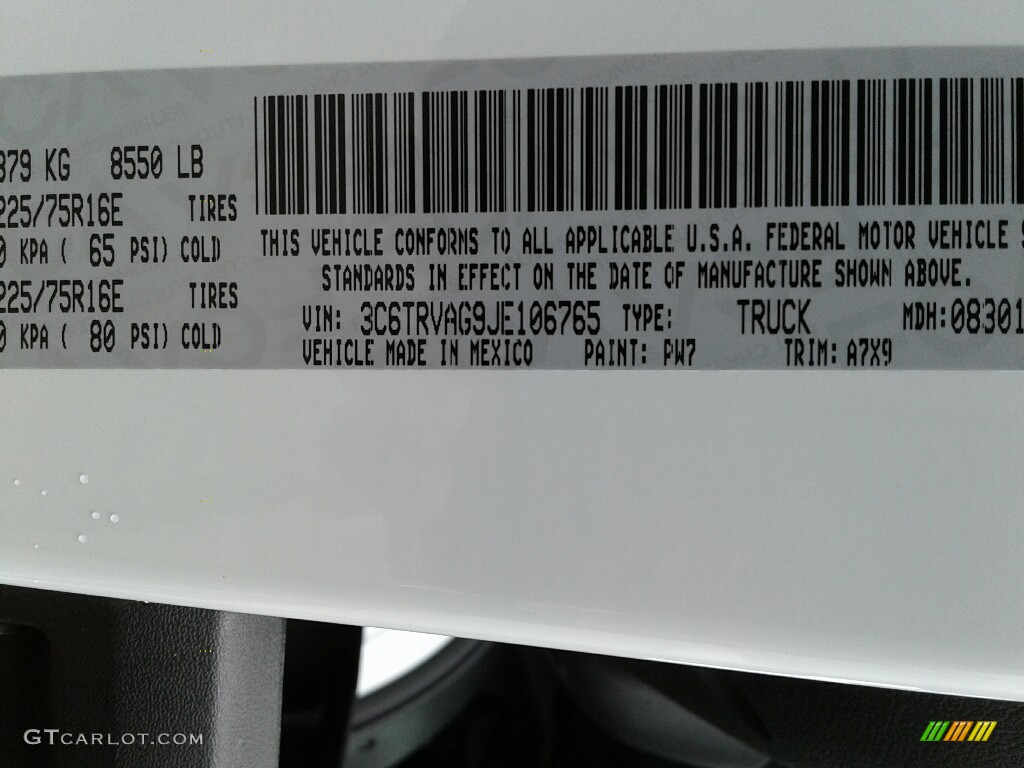 879 KG 8550 LB
225/75R16E TIRES
0 KPA ( 65 PSI) COLD
225/75R16E TIRES
0 KPA ( 80 PSI) COLD
THIS VEHICLE CONFORMS TO ALL APPLICABLE U.S.A. FEDERAL MOTOR VEHICLE S
STANDARDS IN EFFECT ON THE DATE OF MANUFACTURE SHOWN ABOVE.
VIN: 3C6TRVAG9JE106765 TYPE: TRUCK MDH: 08301
VEHICLE MADE IN MEXICO PAINT: PW7 TRIM: A7X9
GTCARLOT.COM